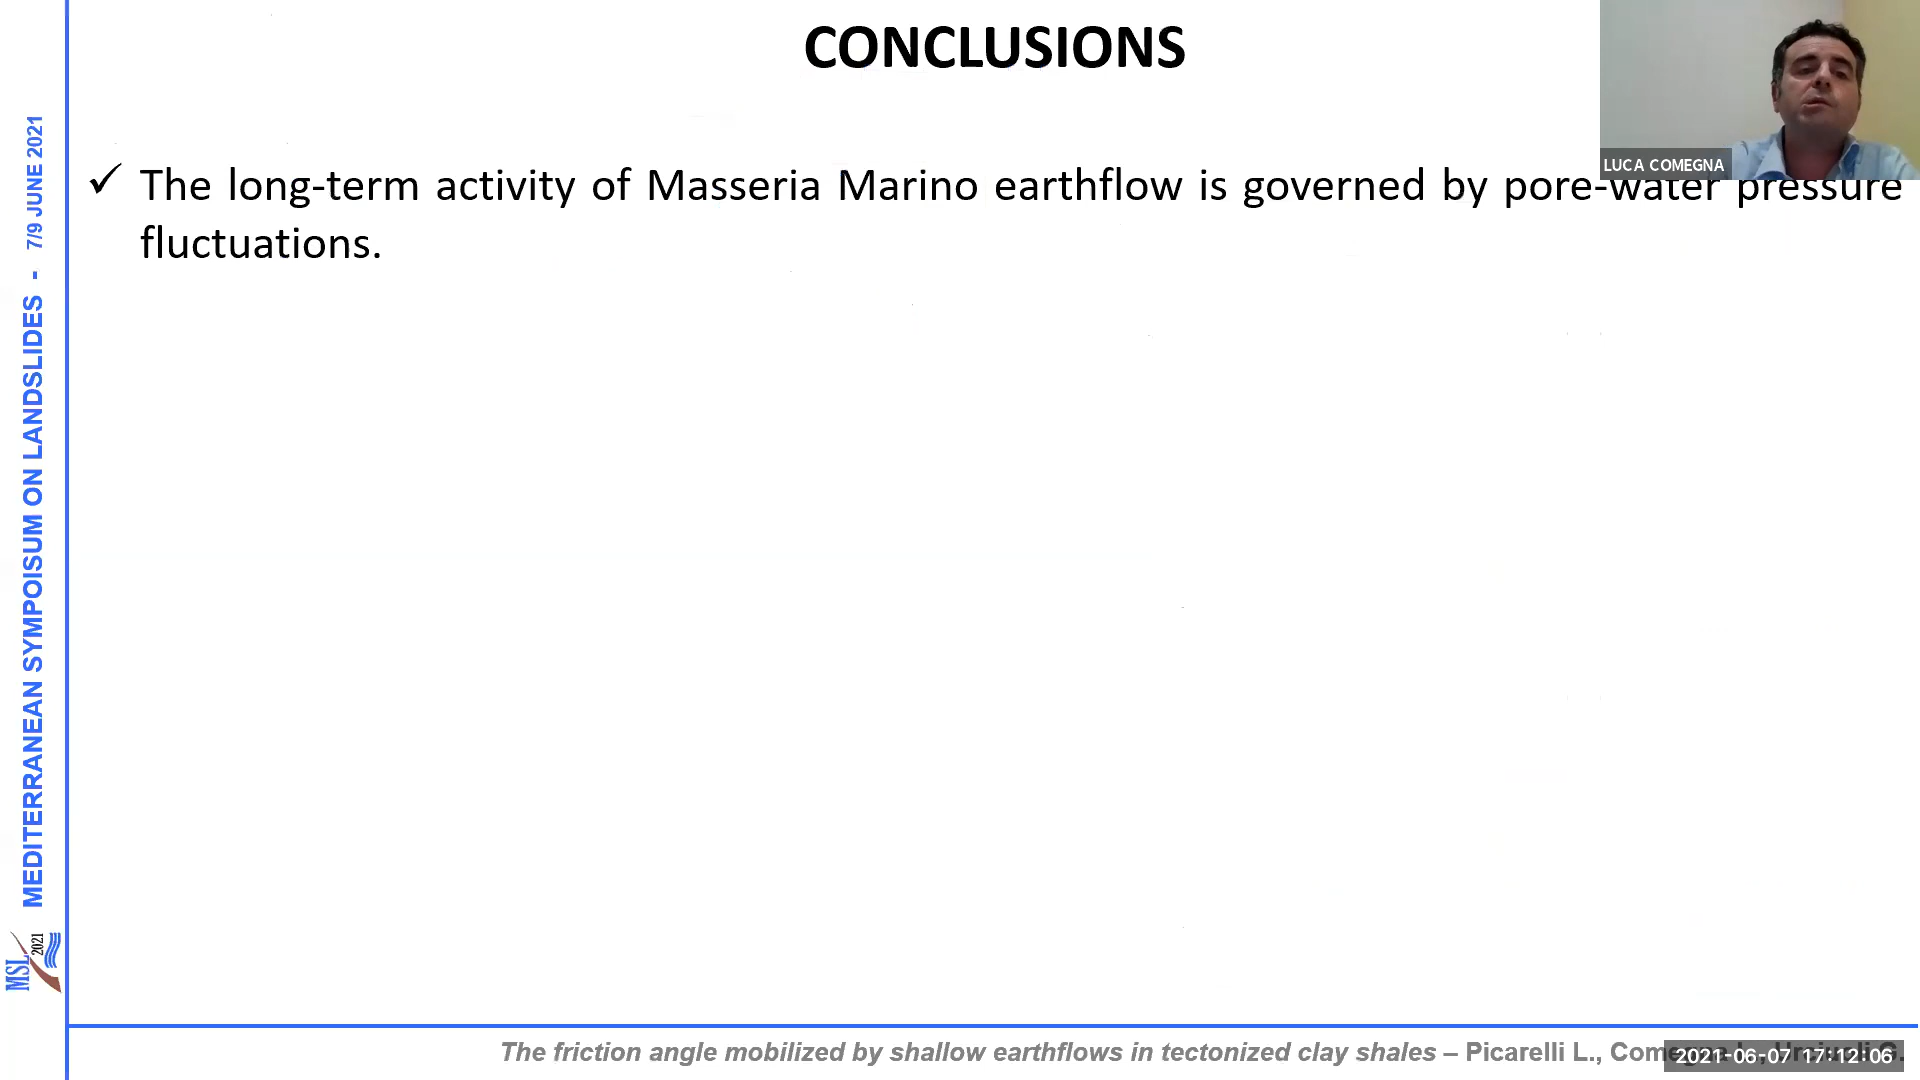 CONCLUSIONS
LUCA COMEGNA
✓ The long-term activity of Masseria Marino earthflow is governed by pore-water pressure
fluctuations.
MEDITERRANEAN SYMPOISUM ON LANDSLIDES - 7/9 JUNE 2021
MSL 2021
The friction angle mobilized by shallow earthflows in tectonized clay shales – Picarelli L., Comegna L., Urciuoli G.
2021-06-07 17:12:06